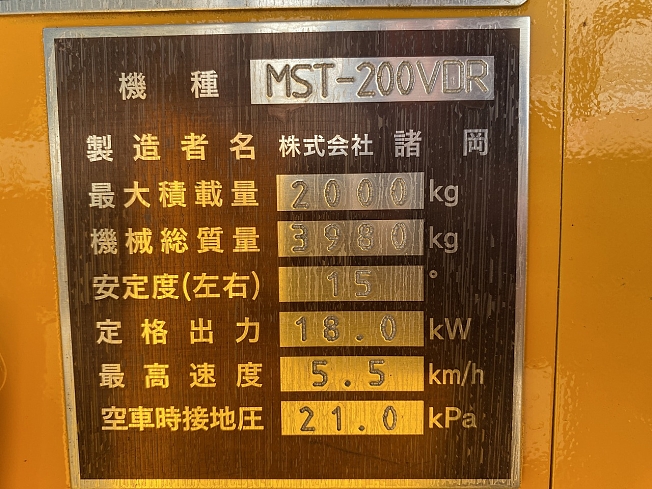 機種 MST-200VDR
製造者名 株式会社 諸岡
最大積載量 2000 kg
機械総質量 3980 kg
安定度(左右) 15 °
定格出力 18.0 kW
最高速度 5.5 km/h
空車時接地圧 21.0 kPa